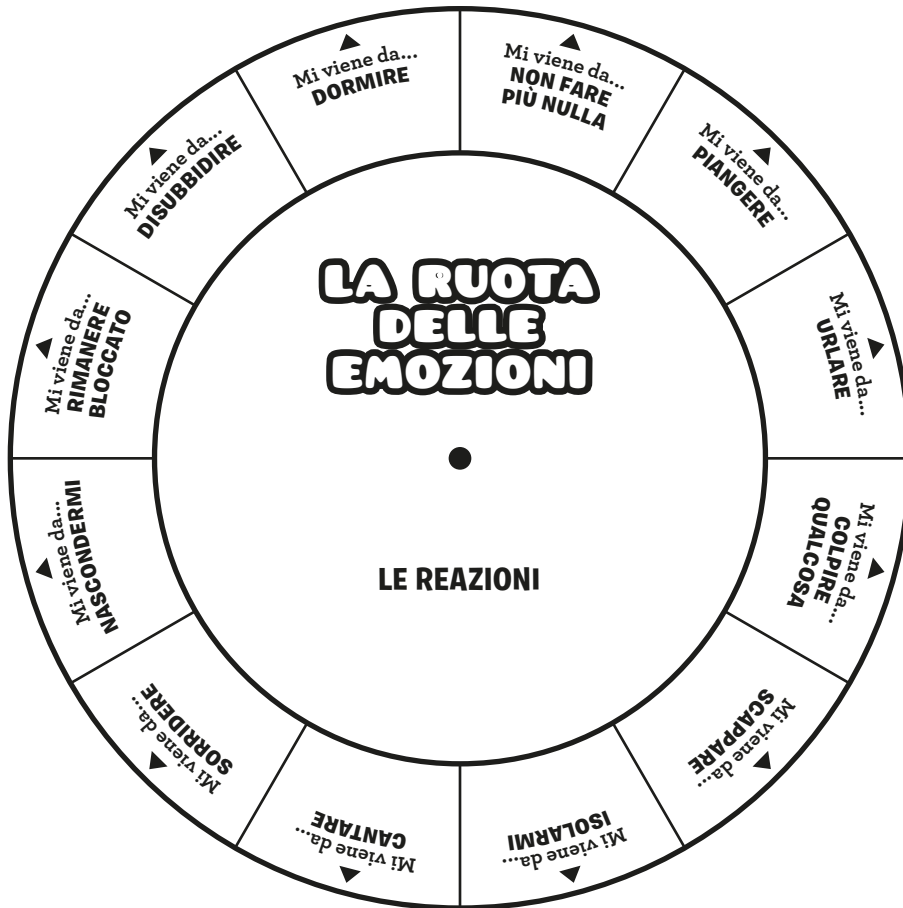 LA RUOTA
DELLE
EMOZIONI
LE REAZIONI
Mi viene da...
NON FARE
PIÙ NULLA
Mi viene da...
PIANGERE
Mi viene da...
URLARE
Mi viene da...
COLPIRE
QUALCOSA
Mi viene da...
SCAPPARE
Mi viene da...
ISOLARMI
Mi viene da...
CANTARE
Mi viene da...
SORRIDERE
Mi viene da...
NASCONDERMI
Mi viene da...
RIMANERE
BLOCCATO
Mi viene da...
DISUBBIDIRE
Mi viene da...
DORMIRE